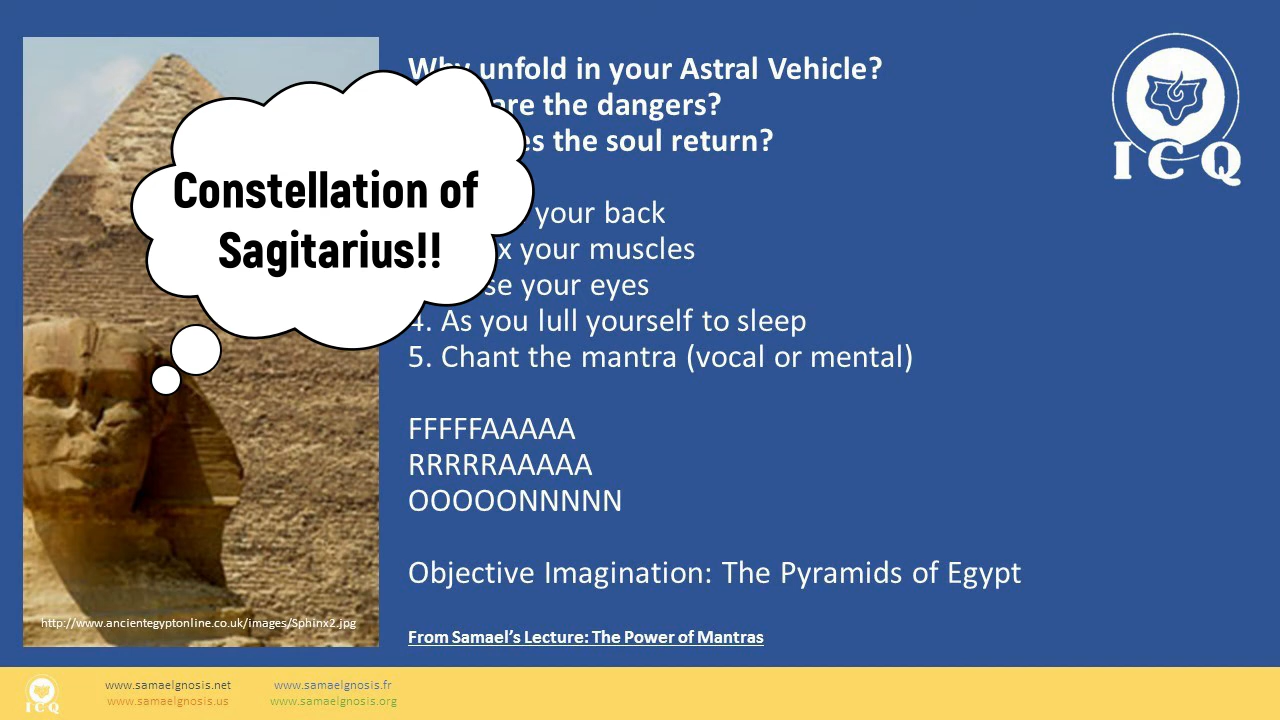 Why unfold in your Astral Vehicle?
are the dangers?
the soul return?
Constellation of
Sagitarius!!
your back
your muscles
your eyes
4. As you lull yourself to sleep
5. Chant the mantra (vocal or mental)
FFFFFAAAAA
RRRRRAAAAA
OOOOONNNNN
Objective Imagination: The Pyramids of Egypt
From Samael's Lecture: The Power of Mantras
http://www.ancientegyptonline.co.uk/images/Sphinx2.jpg
ICQ
ICQ
www.samaelgnosis.net www.samaelgnosis.fr
www.samaelgnosis.us www.samaelgnosis.org